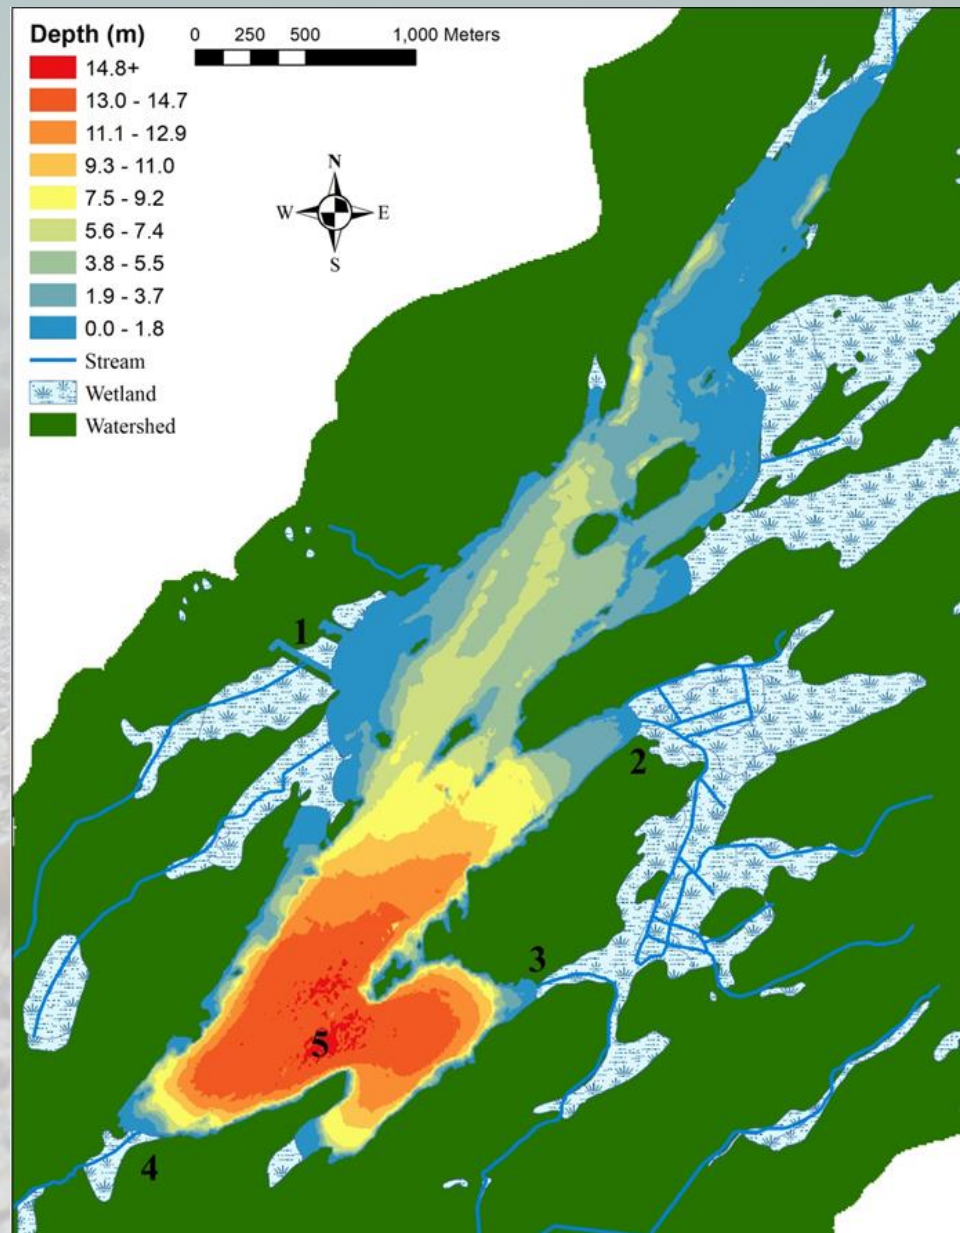 Depth (m)
14.8+
13.0 - 14.7
11.1 - 12.9
9.3 - 11.0
7.5 - 9.2
5.6 - 7.4
3.8 - 5.5
1.9 - 3.7
0.0 - 1.8
Stream
Wetland
Watershed
0 250 500 1,000 Meters
N
W E
S
1
2
3
5
4